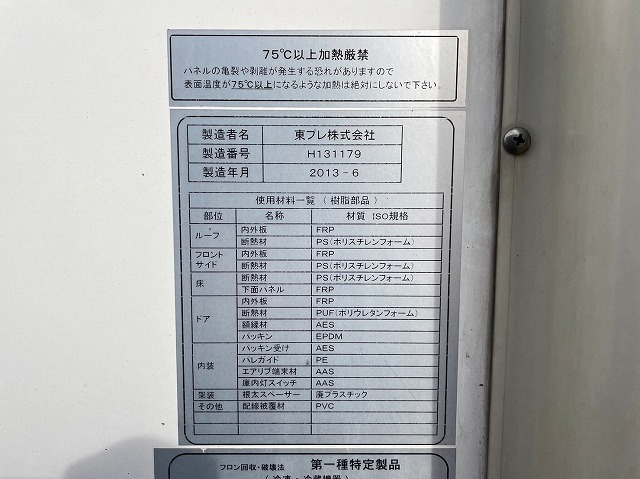 75℃以上加熱厳禁
パネルの亀裂や剥離が発生する恐れがありますので
表面温度が75℃以上になるような加熱は絶対にしないで下さい。
製造者名 東プレ株式会社
製造番号 H131179
製造年月 2013-6
使用材料一覧（樹脂部品）
部位 名称 材質 ISO規格
ルーフ 内外板 FRP
断熱材 PS(ポリスチレンフォーム)
フロント サイド 内外板 FRP
断熱材 PS(ポリスチレンフォーム)
床 断熱材 PS(ポリスチレンフォーム)
下面パネル FRP
ドア 内外板 FRP
断熱材 PUF(ポリウレタンフォーム)
額縁材 AES
パッキン EPDM
内装 パッキン受け AES
ハレガイド PE
エアリブ端末材 AAS
庫内灯スイッチ AAS
架装 根太スペーサー 廃プラスチック
その他 配線被覆材 PVC
フロン回収・破壊法 第一種特定製品
（冷凍・冷蔵機器）